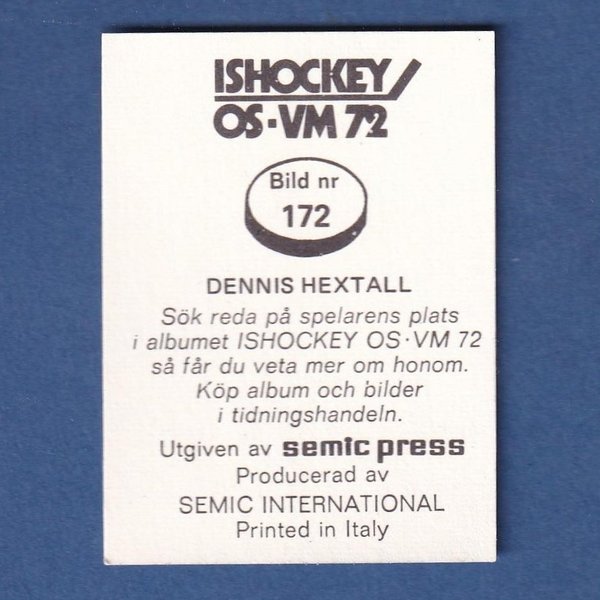 ISHOCKEY
OS·VM 72
Bild nr
172
DENNIS HEXTALL
Sök reda på spelarens plats
i albumet ISHOCKEY OS·VM 72
så får du veta mer om honom.
Köp album och bilder
i tidningshandeln.
Utgiven av semic press
Producerad av
SEMIC INTERNATIONAL
Printed in Italy